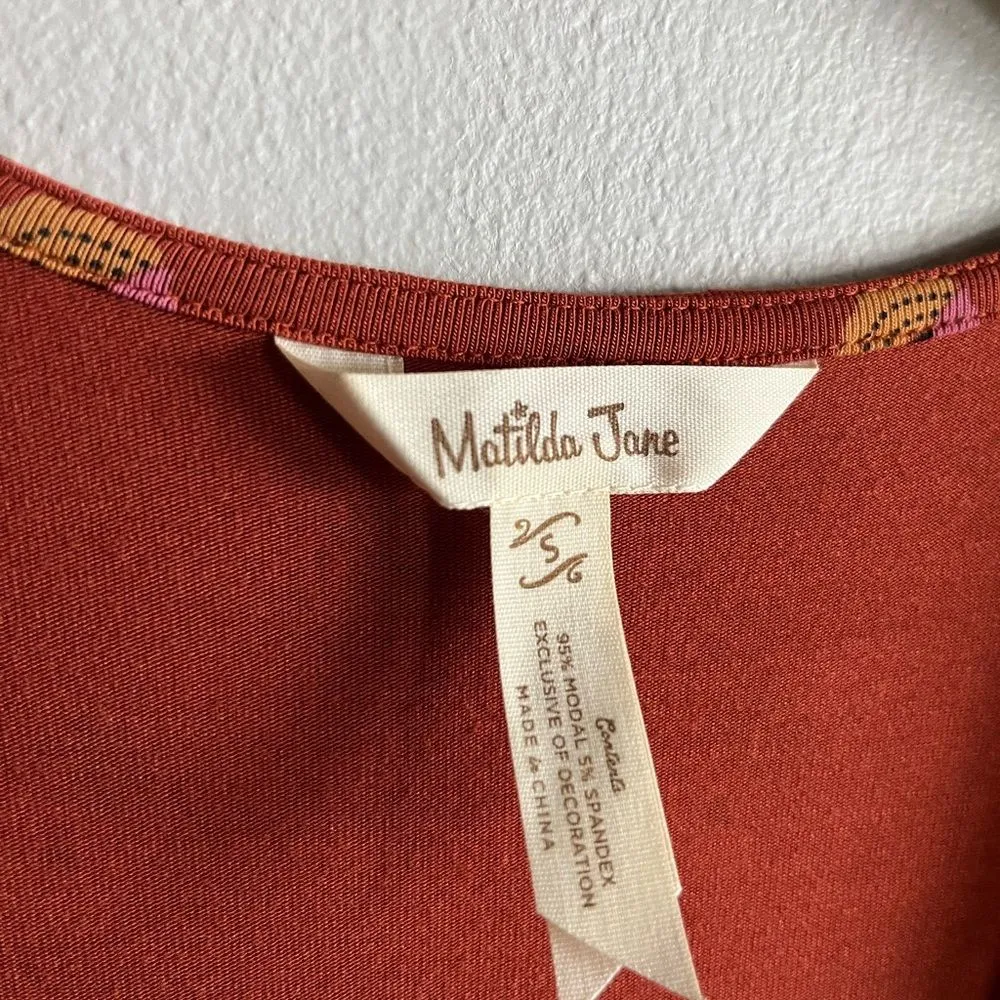 Matilda Jane
S
Contents
95% MODAL 5% SPANDEX
EXCLUSIVE OF DECORATION
MADE in CHINA